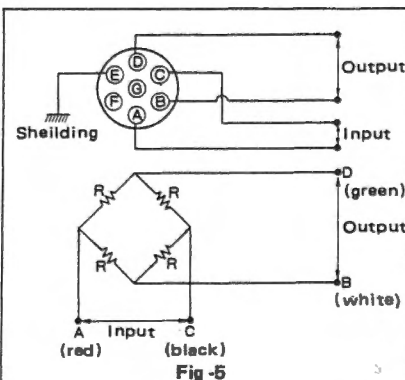 D
E
C
G
F
B
A
Output
Sheilding
Input
R
R
D
(green)
Output
R
R
B
(white)
A
Input
C
(red)
(black)
Fig -5